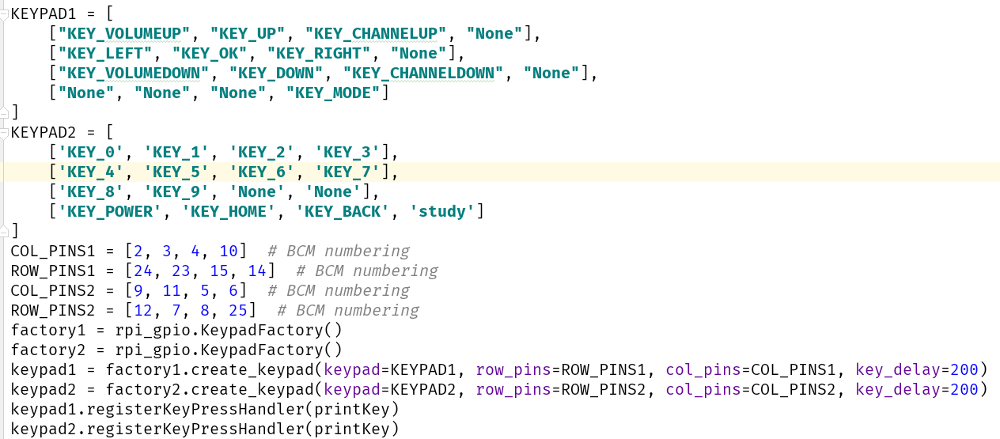 KEYPAD1 = [
    ["KEY_VOLUMEUP", "KEY_UP", "KEY_CHANNELUP", "None"],
    ["KEY_LEFT", "KEY_OK", "KEY_RIGHT", "None"],
    ["KEY_VOLUMEDOWN", "KEY_DOWN", "KEY_CHANNELDOWN", "None"],
    ["None", "None", "None", "KEY_MODE"]
]
KEYPAD2 = [
    ['KEY_0', 'KEY_1', 'KEY_2', 'KEY_3'],
    ['KEY_4', 'KEY_5', 'KEY_6', 'KEY_7'],
    ['KEY_8', 'KEY_9', 'None', 'None'],
    ['KEY_POWER', 'KEY_HOME', 'KEY_BACK', 'study']
]
COL_PINS1 = [2, 3, 4, 10]  # BCM numbering
ROW_PINS1 = [24, 23, 15, 14]  # BCM numbering
COL_PINS2 = [9, 11, 5, 6]  # BCM numbering
ROW_PINS2 = [12, 7, 8, 25]  # BCM numbering
factory1 = rpi_gpio.KeypadFactory()
factory2 = rpi_gpio.KeypadFactory()
keypad1 = factory1.create_keypad(keypad=KEYPAD1, row_pins=ROW_PINS1, col_pins=COL_PINS1, key_delay=200)
keypad2 = factory2.create_keypad(keypad=KEYPAD2, row_pins=ROW_PINS2, col_pins=COL_PINS2, key_delay=200)
keypad1.registerKeyPressHandler(printKey)
keypad2.registerKeyPressHandler(printKey)